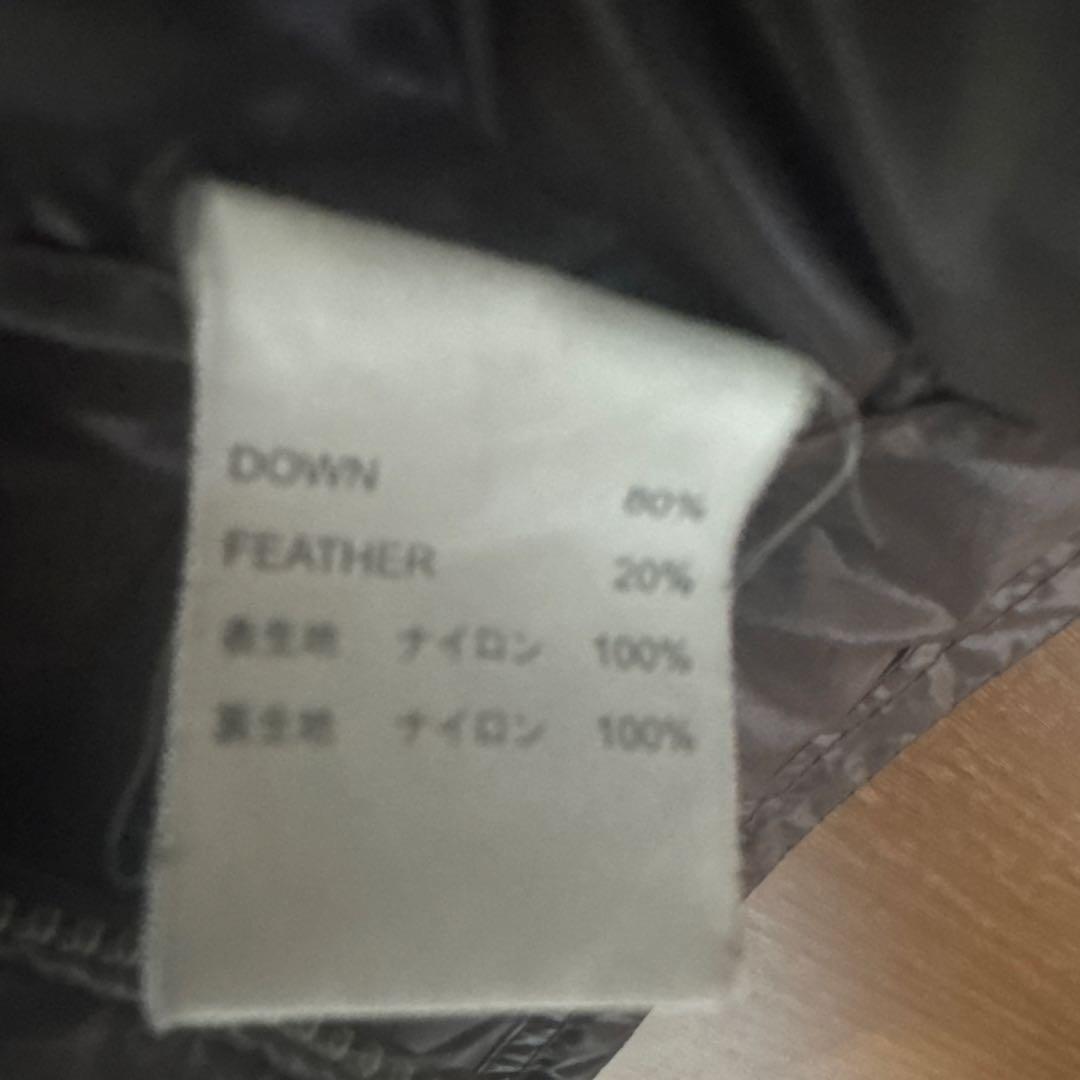 DOWN 80%
FEATHER 20%
表生地 ナイロン 100%
裏生地 ナイロン 100%